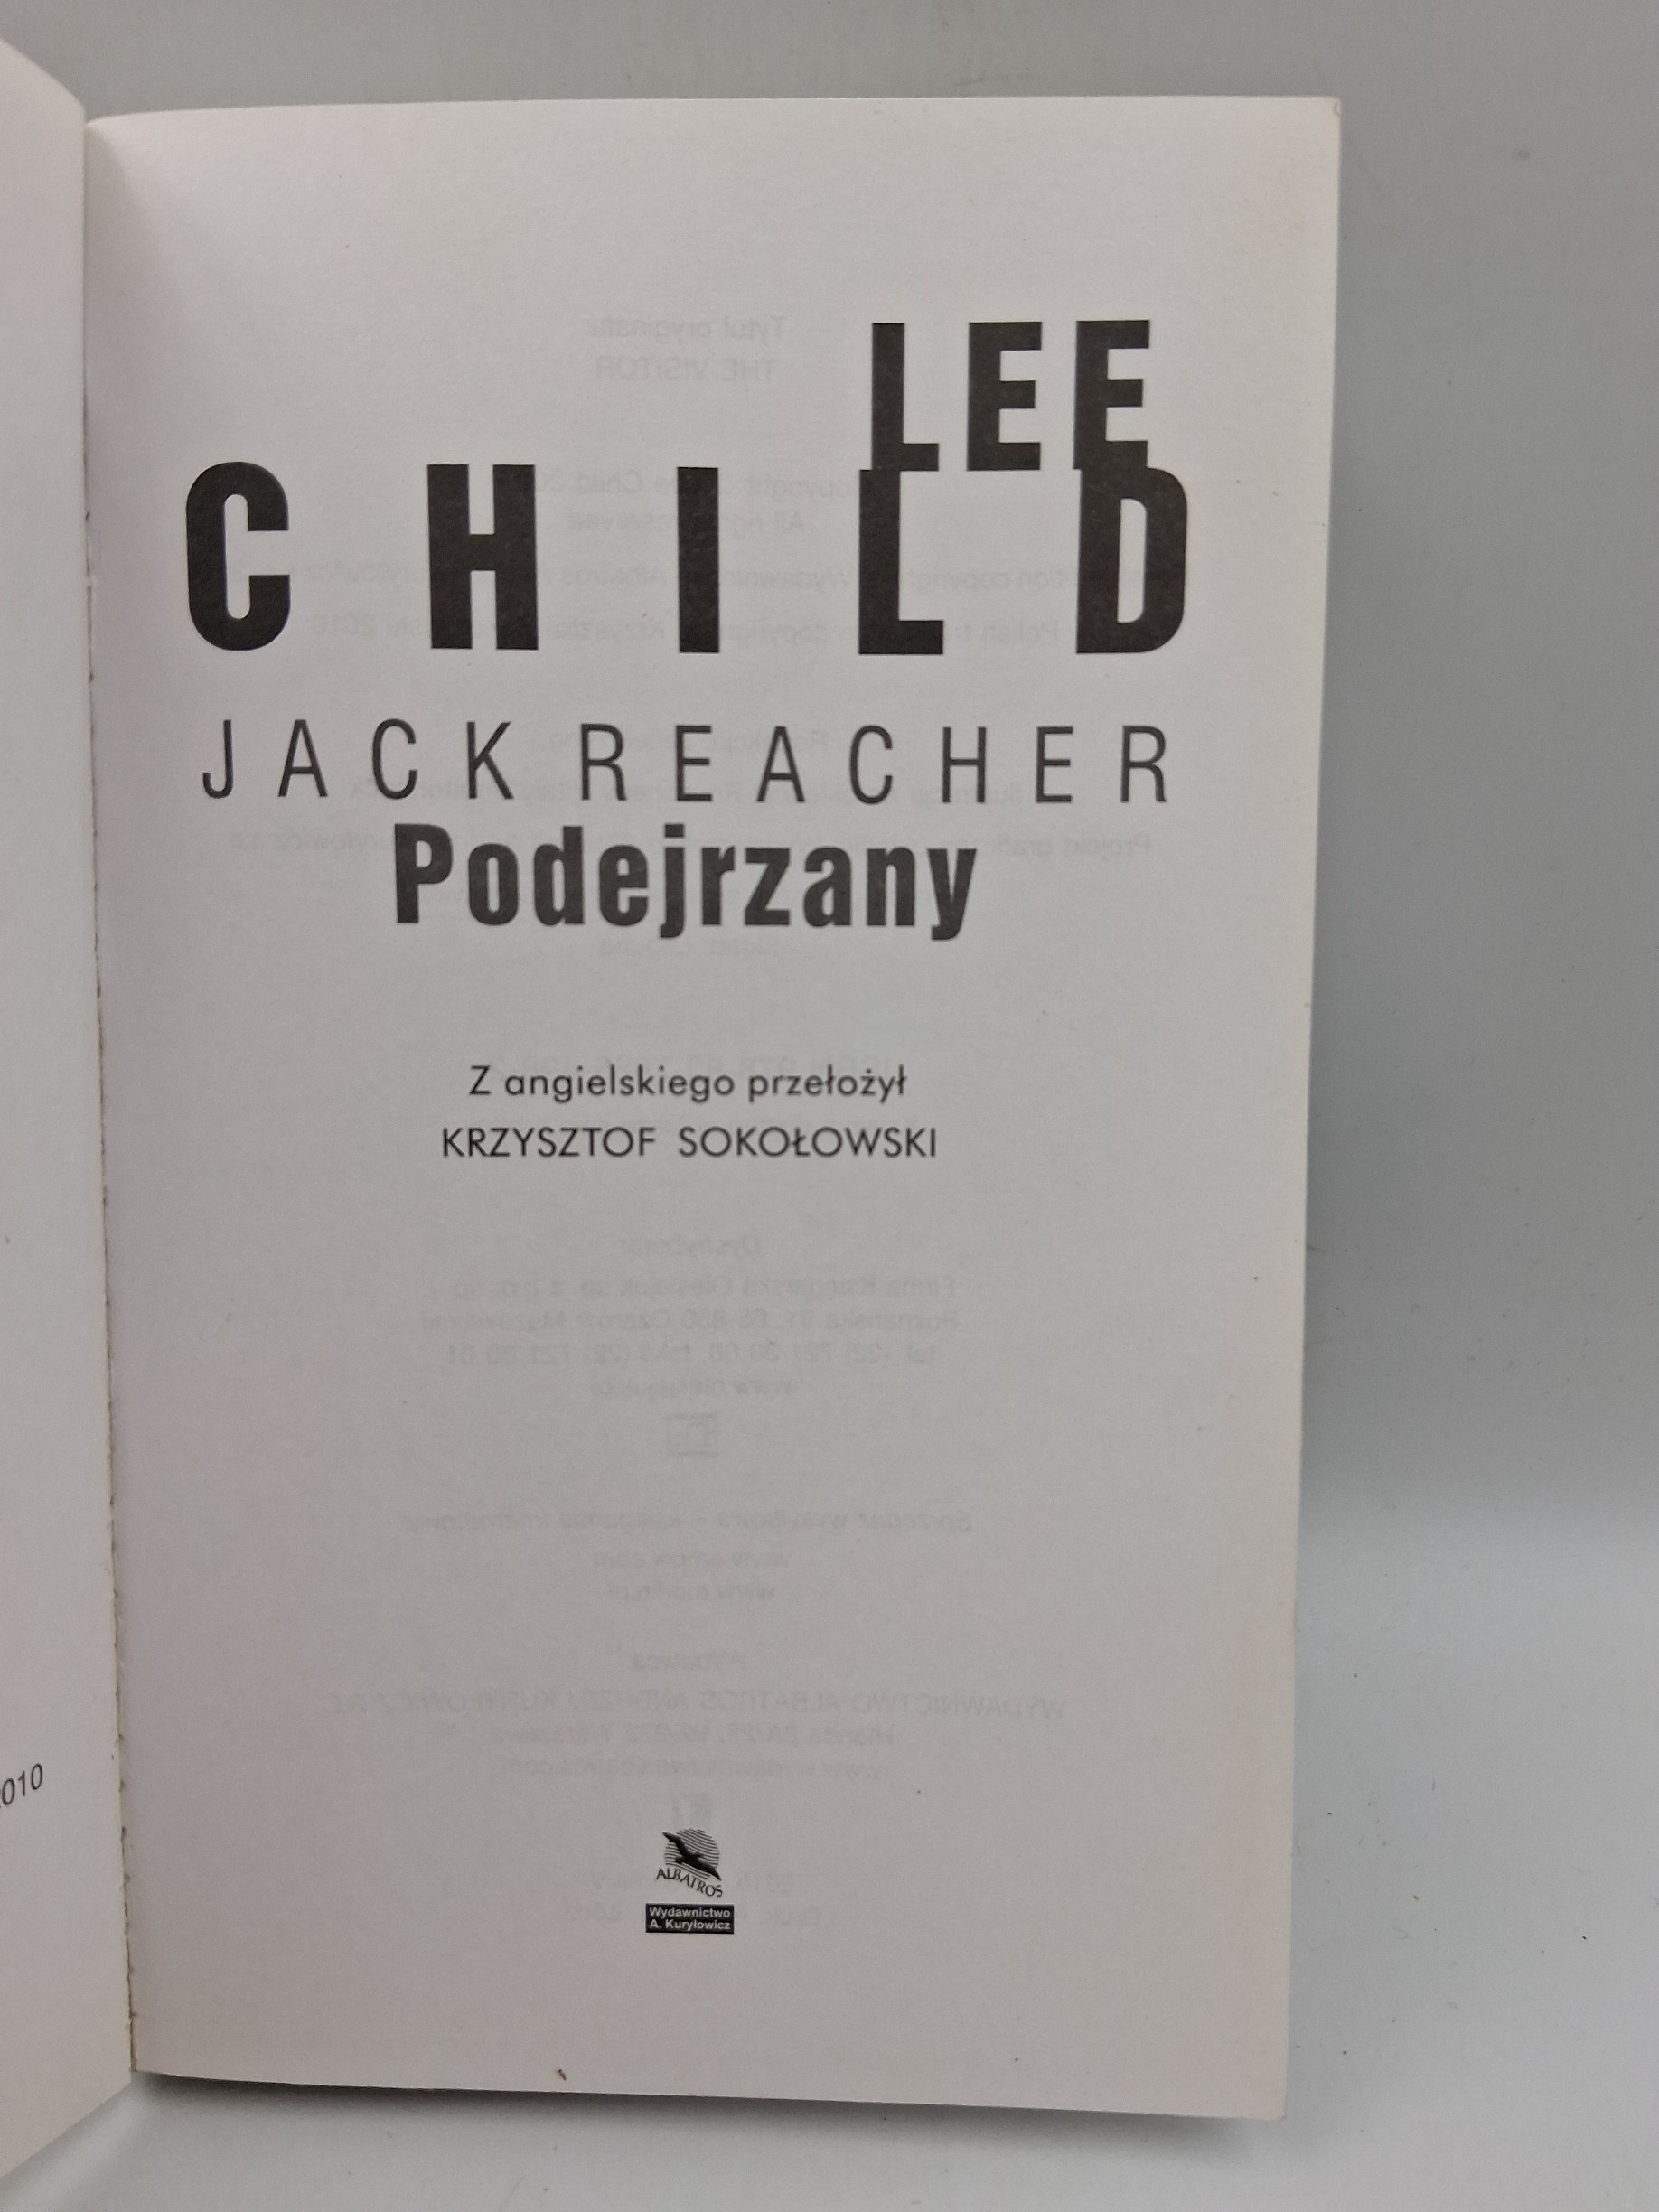 LEE
CHILD
JACK REACHER
Podejrzany
Z angielskiego przełożył
KRZYSZTOF SOKOŁOWSKI
010
ALBATROS
Wydawnictwo
A. Kuryłowicz